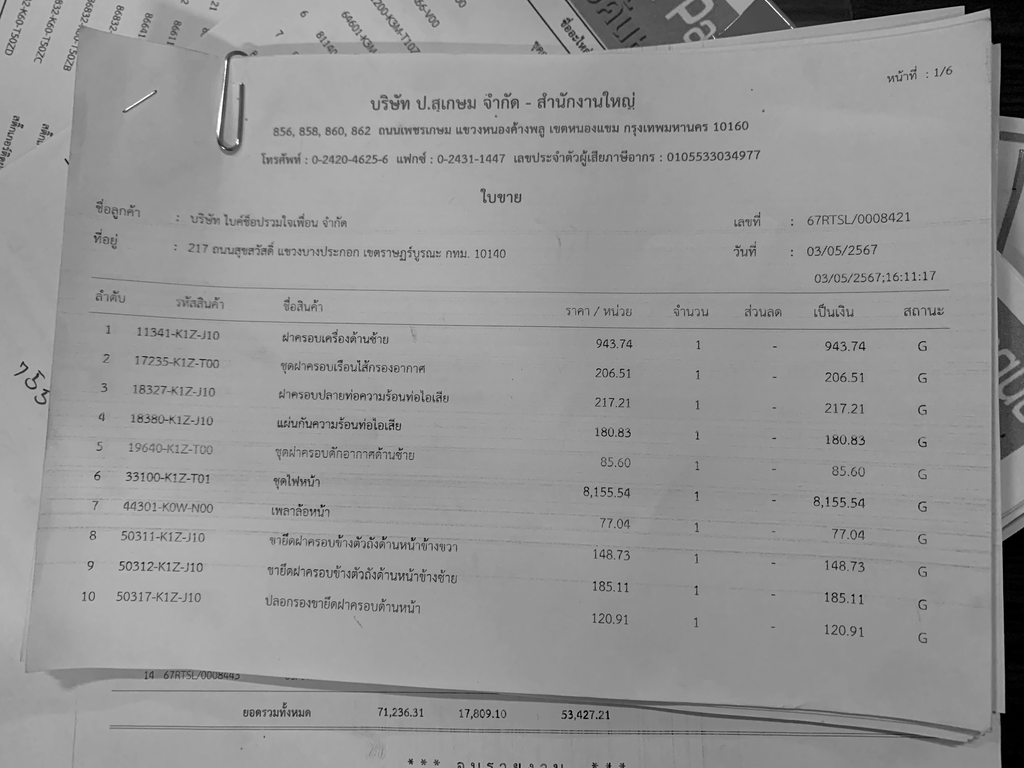 หน้าที่ : 1/6
บริษัท ป.สุเกษม จำกัด - สำนักงานใหญ่
856, 858, 860, 862 ถนนเพชรเกษม แขวงหนองค้างพลู เขตหนองแขม กรุงเทพมหานคร 10160
โทรศัพท์ : 0-2420-4625-6 แฟกซ์ : 0-2431-1447 เลขประจำตัวผู้เสียภาษีอากร : 0105533034977
ใบขาย
ชื่อลูกค้า : บริษัท ไบค์ช็อปรวมใจเพื่อน จำกัด เลขที่ : 67RTSL/0008421
ที่อยู่ : 217 ถนนสุขสวัสดิ์ แขวงบางประกอก เขตราษฎร์บูรณะ กทม. 10140 วันที่ : 03/05/2567
03/05/2567;16:11:17
ลำดับ รหัสสินค้า ชื่อสินค้า ราคา / หน่วย จำนวน ส่วนลด เป็นเงิน สถานะ
1 11341-K1Z-J10 ฝาครอบเครื่องด้านซ้าย 943.74 1 - 943.74 G
2 17235-K1Z-T00 ชุดฝาครอบเรือนไส้กรองอากาศ 206.51 1 - 206.51 G
3 18327-K1Z-J10 ฝาครอบปลายท่อความร้อนท่อไอเสีย 217.21 1 - 217.21 G
4 18380-K1Z-J10 แผ่นกันความร้อนท่อไอเสีย 180.83 1 - 180.83 G
5 19640-K1Z-T00 ชุดฝาครอบดักอากาศด้านซ้าย 85.60 1 - 85.60 G
6 33100-K1Z-T01 ชุดไฟหน้า 8,155.54 1 - 8,155.54 G
7 44301-K0W-N00 เพลาล้อหน้า 77.04 1 - 77.04 G
8 50311-K1Z-J10 ขายึดฝาครอบข้างตัวถังด้านหน้าข้างขวา 148.73 1 - 148.73 G
9 50312-K1Z-J10 ขายึดฝาครอบข้างตัวถังด้านหน้าข้างซ้าย 185.11 1 - 185.11 G
10 50317-K1Z-J10 ปลอกรองขายึดฝาครอบด้านหน้า 120.91 1 - 120.91 G
14 67RTSL/0008445
ยอดรวมทั้งหมด 71,236.31 17,809.10 53,427.21
755